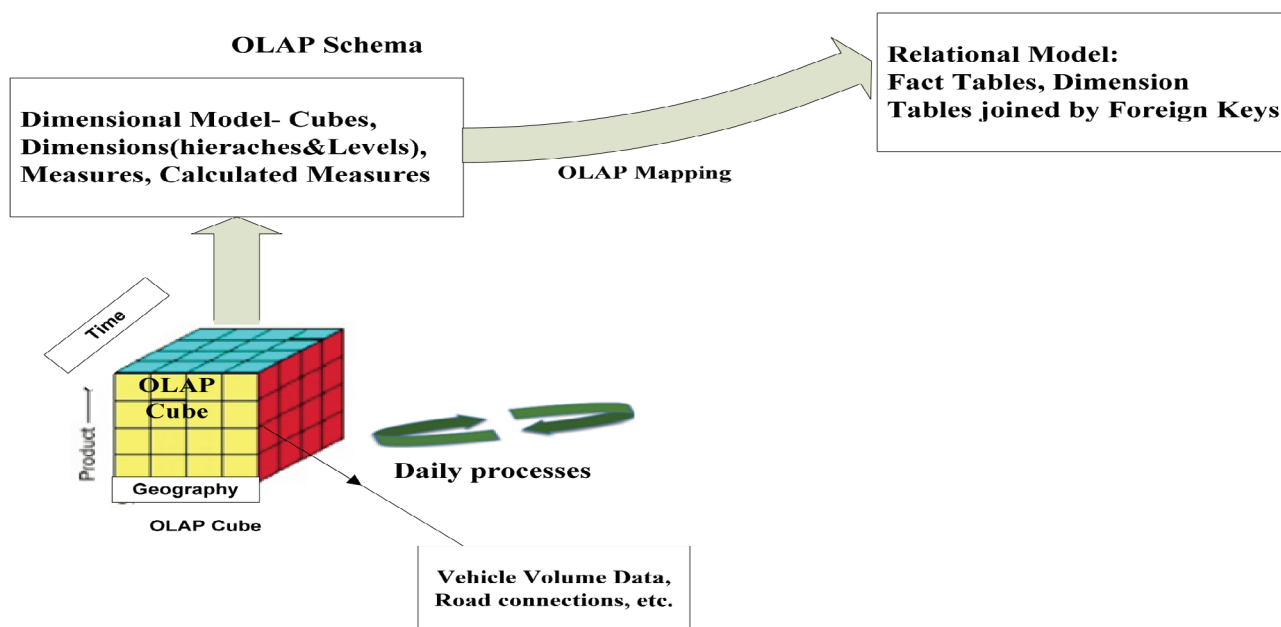 OLAP Schema
Relational Model:
Fact Tables, Dimension
Tables joined by Foreign Keys
Dimensional Model- Cubes,
Dimensions(hieraches&Levels),
Measures, Calculated Measures
OLAP Mapping
Time
OLAP
Cube
Product
Geography
OLAP Cube
Daily processes
Vehicle Volume Data,
Road connections, etc.